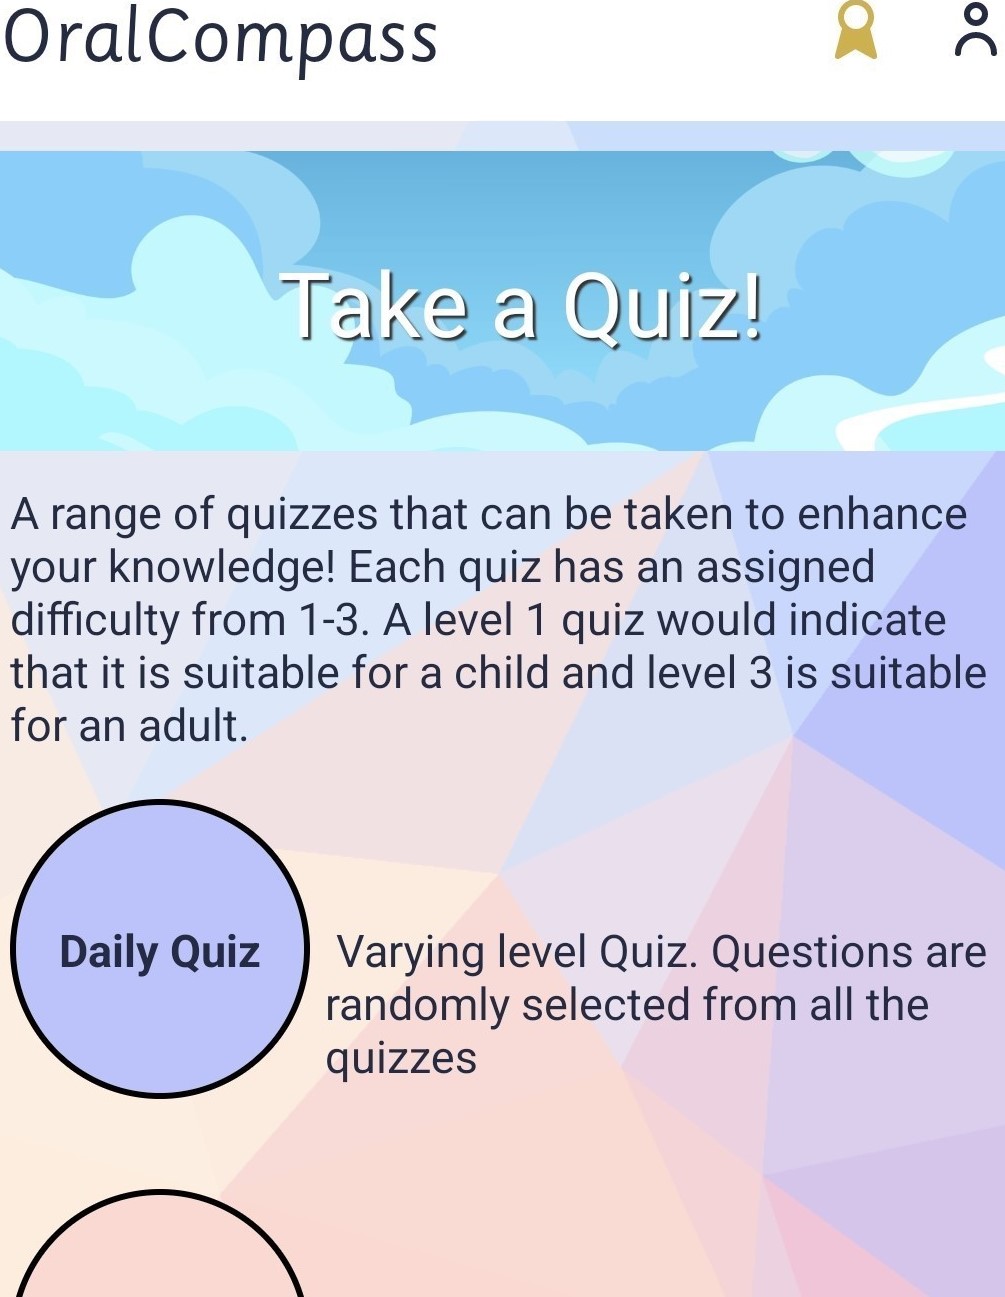 OralCompass
Take a Quiz!
A range of quizzes that can be taken to enhance
your knowledge! Each quiz has an assigned
difficulty from 1-3. A level 1 quiz would indicate
that it is suitable for a child and level 3 is suitable
for an adult.
Daily Quiz
Varying level Quiz. Questions are
randomly selected from all the
quizzes